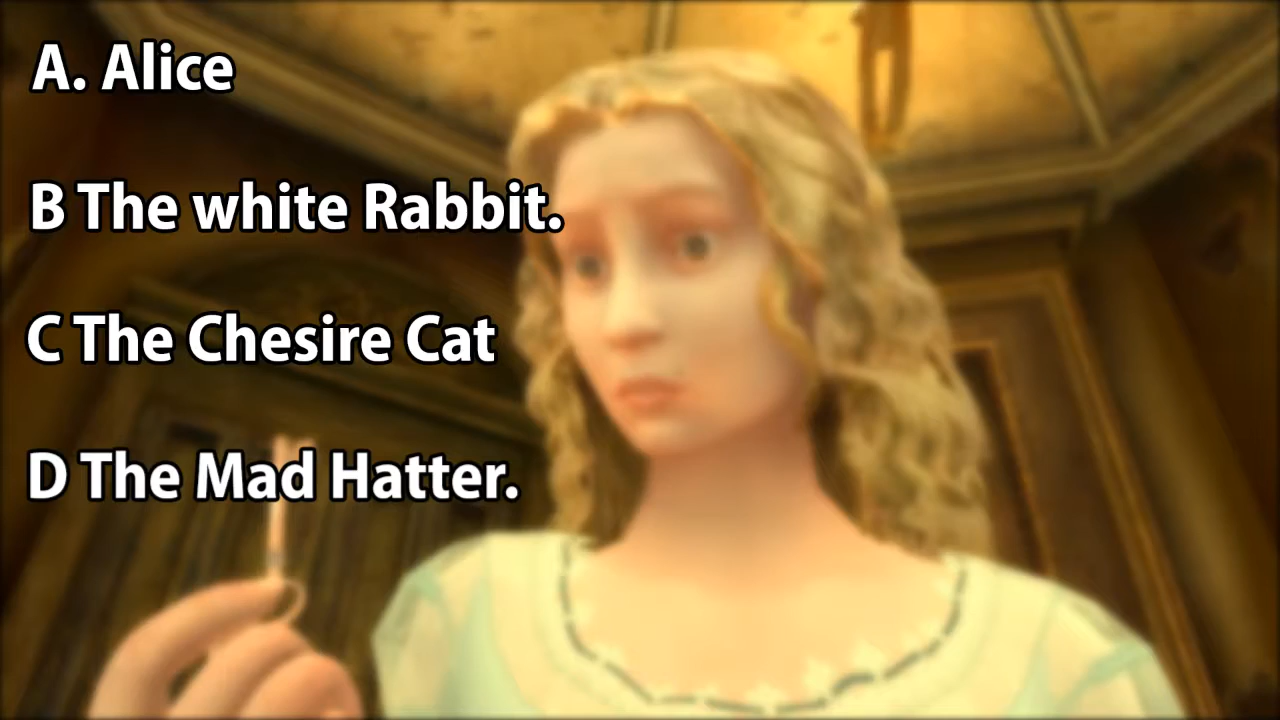 A. Alice
B The white Rabbit.
C The Chesire Cat
D The Mad Hatter.